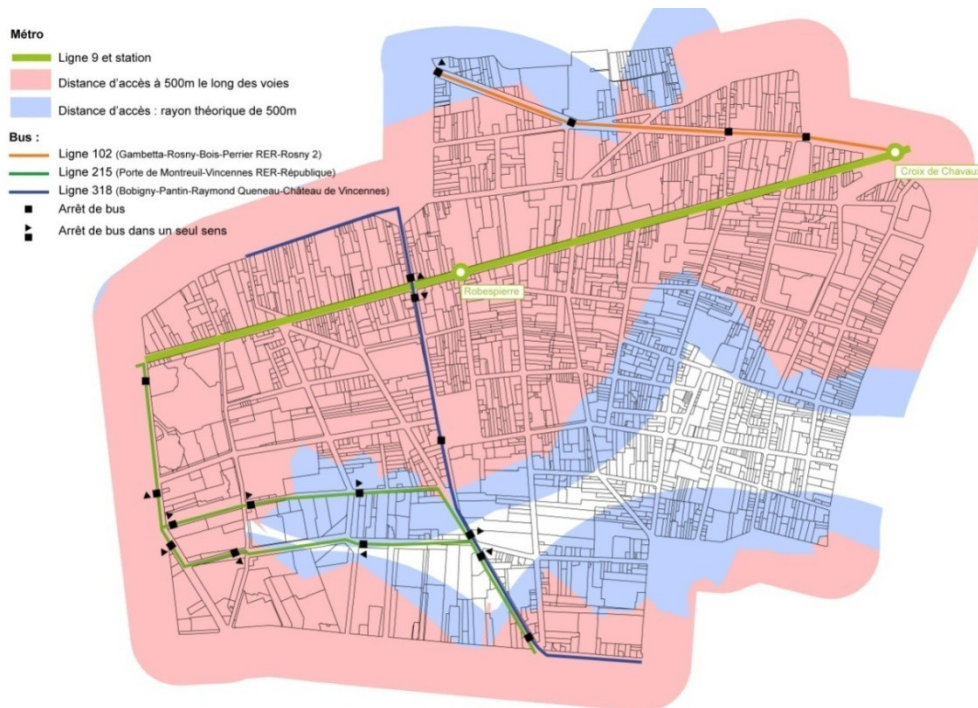 Métro
Ligne 9 et station
Distance d'accès à 500m le long des voies
Distance d'accès : rayon théorique de 500m
Bus :
Ligne 102 (Gambetta-Rosny-Bois-Perrier RER-Rosny 2)
Ligne 215 (Porte de Montreuil-Vincennes RER-République)
Ligne 318 (Bobigny-Pantin-Raymond Queneau-Château de Vincennes)
Arrêt de bus
Arrêt de bus dans un seul sens
Croix de Chavaux
Robespierre